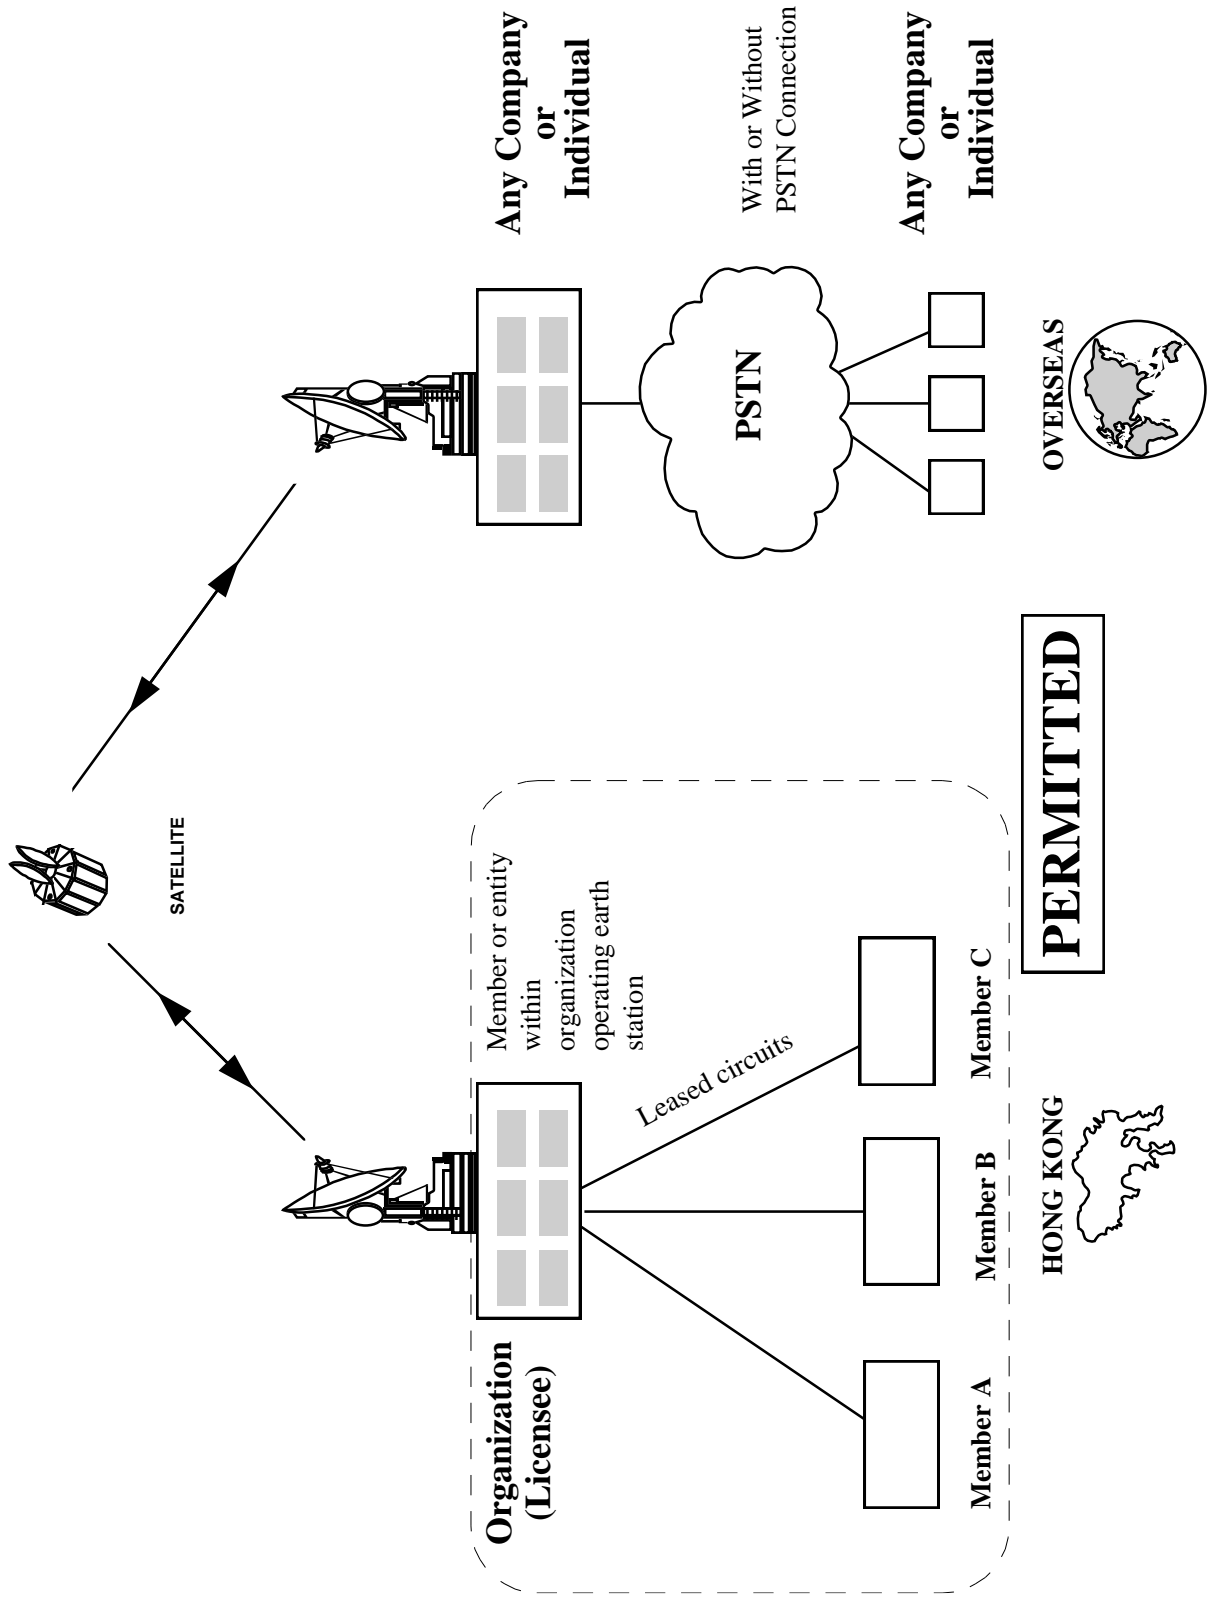 SATELLITE
Organization
(Licensee)
Member or entity
within
organization
operating earth
station
Leased circuits
Member A
Member B
Member C
HONG KONG
PERMITTED
Any Company
or
Individual
PSTN
With or Without
PSTN Connection
Any Company
or
Individual
OVERSEAS